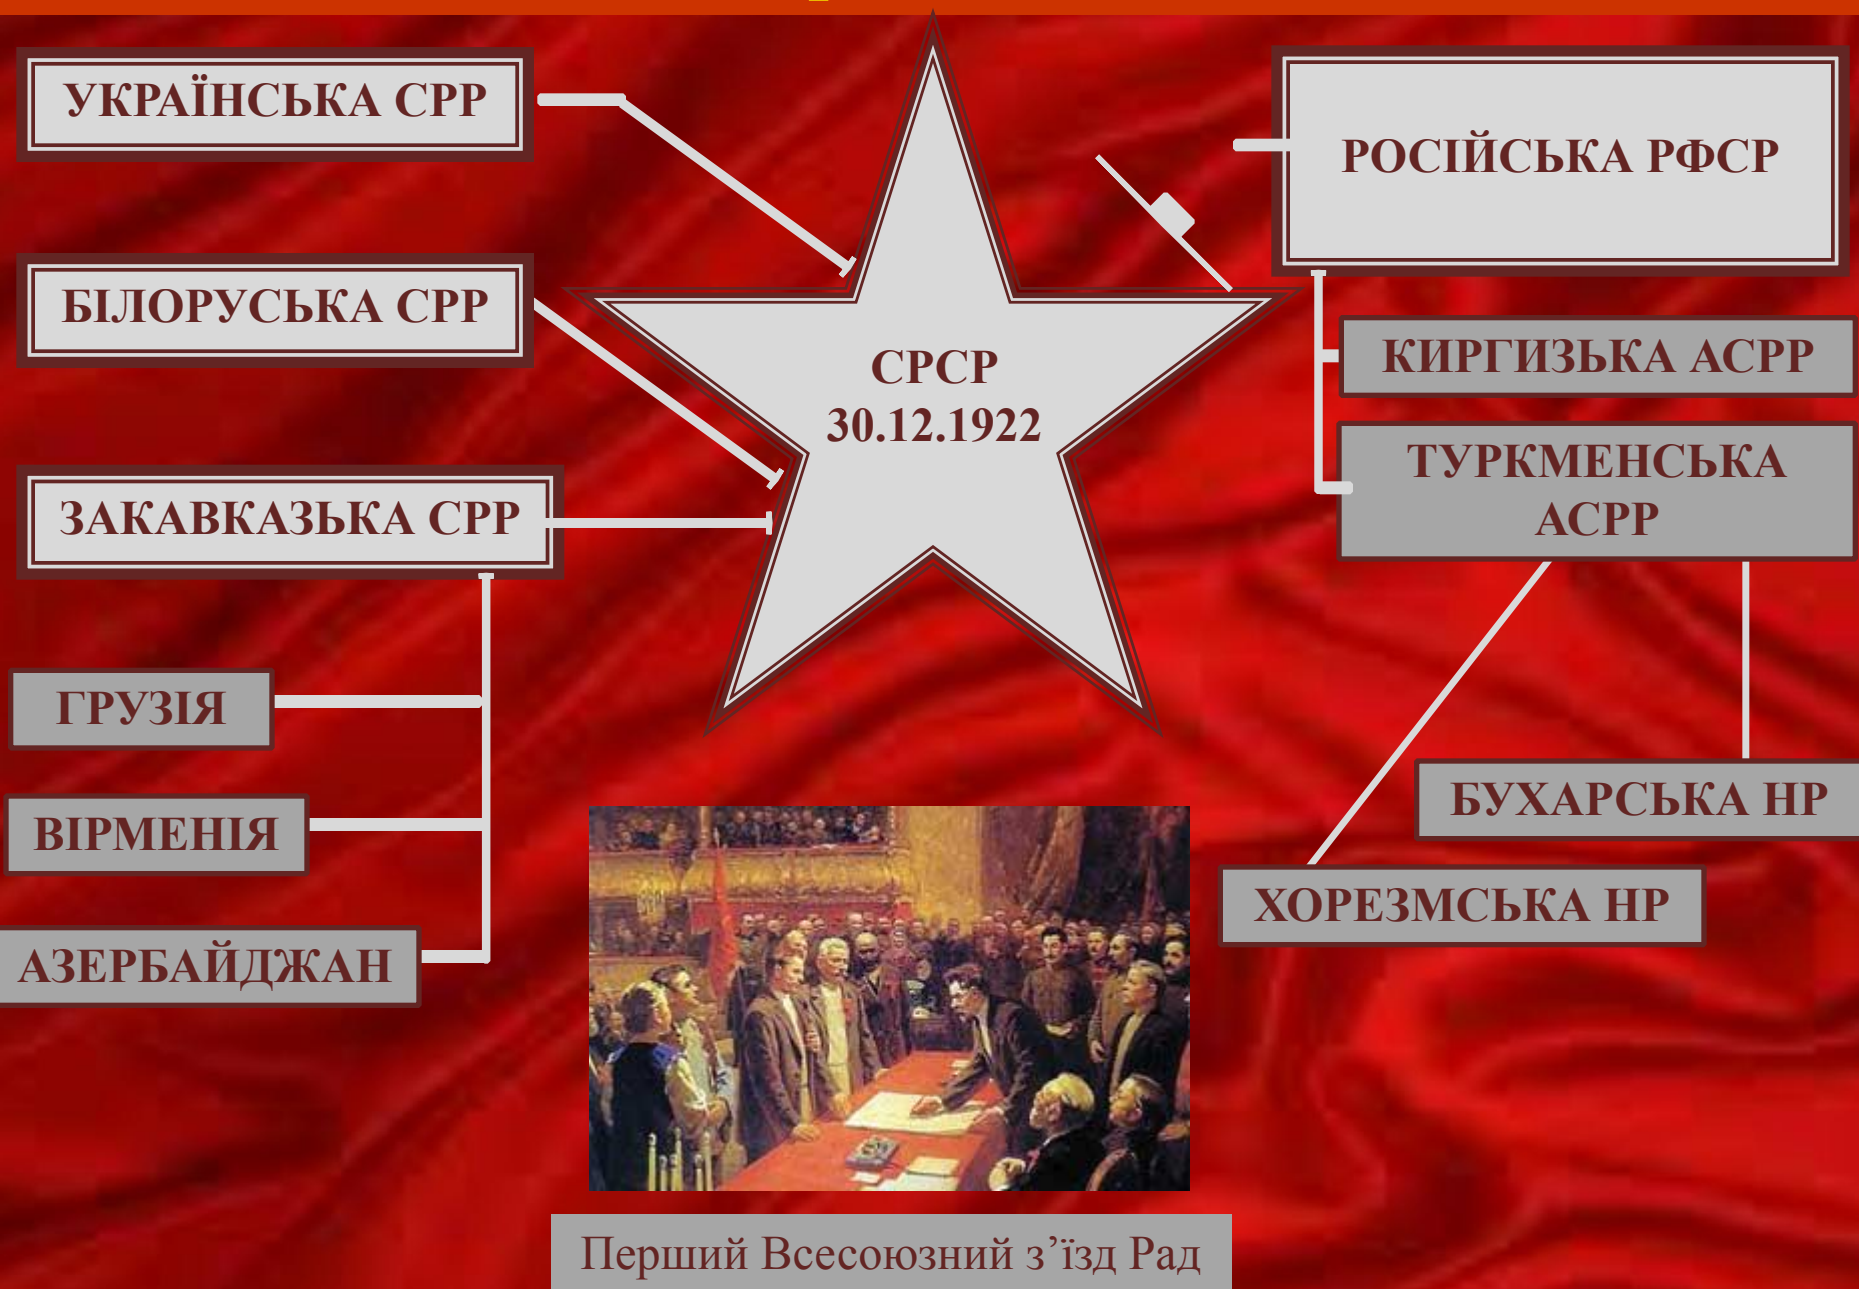 УКРАЇНСЬКА СРР
БІЛОРУСЬКА СРР
ЗАКАВКАЗЬКА СРР
ГРУЗІЯ
ВІРМЕНІЯ
АЗЕРБАЙДЖАН
СРСР
30.12.1922
РОСІЙСЬКА РФСР
КИРГИЗЬКА АСРР
ТУРКМЕНСЬКА
АСРР
БУХАРСЬКА НР
ХОРЕЗМСЬКА НР
Перший Всесоюзний з’їзд Рад